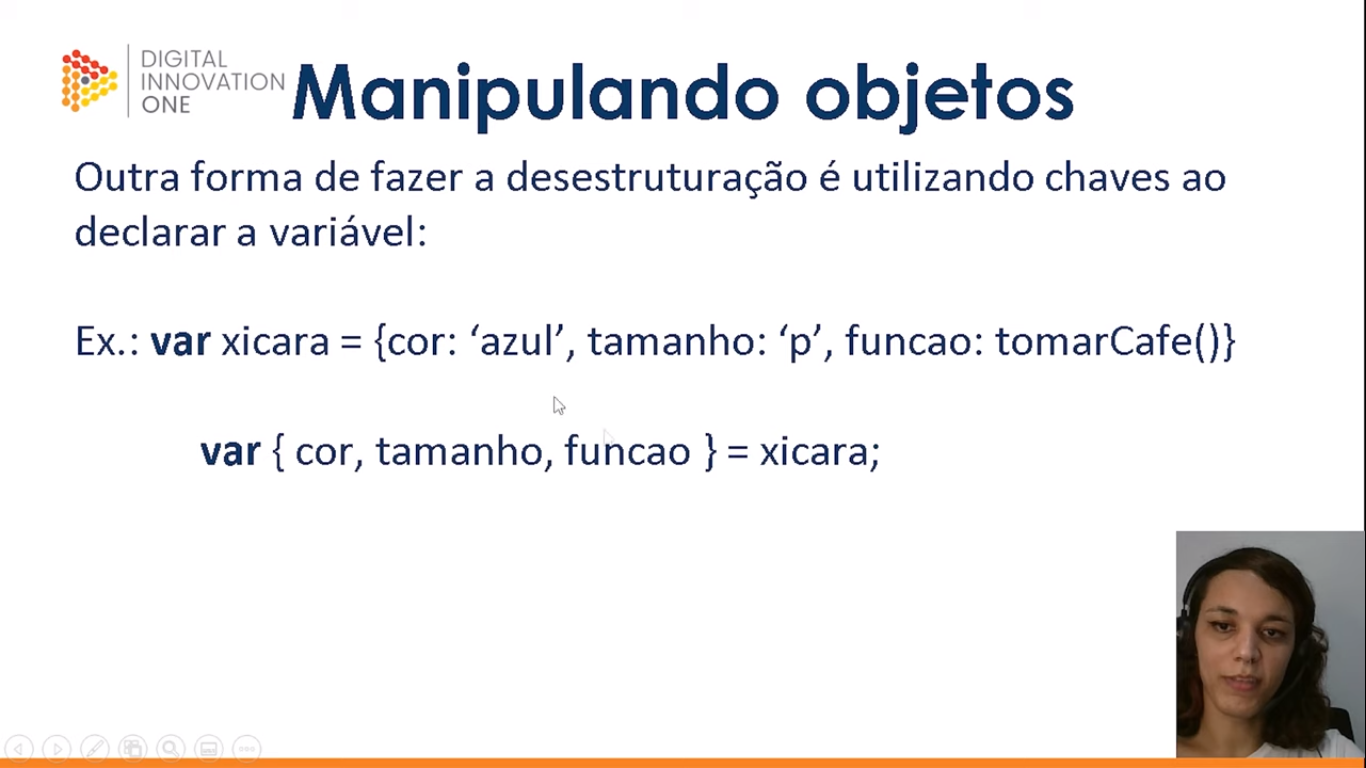 DIGITAL
INNOVATION
ONE
Manipulando objetos
Outra forma de fazer a desestruturação é utilizando chaves ao
declarar a variável:
Ex.: var xicara = {cor: ‘azul’, tamanho: ‘p’, funcao: tomarCafe()}
var { cor, tamanho, funcao } = xicara;